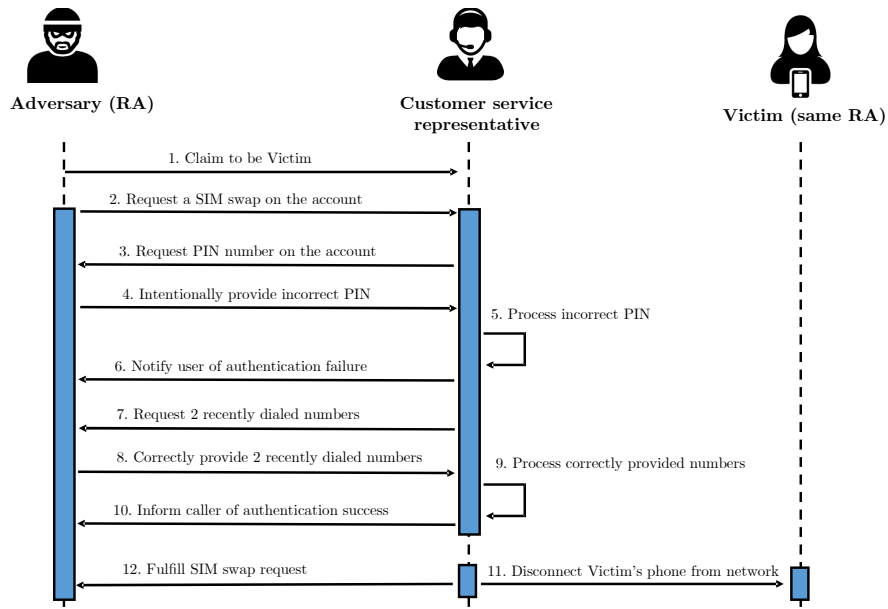 Adversary (RA)
Customer service
representative
Victim (same RA)
1. Claim to be Victim
2. Request a SIM swap on the account
3. Request PIN number on the account
4. Intentionally provide incorrect PIN
5. Process incorrect PIN
6. Notify user of authentication failure
7. Request 2 recently dialed numbers
8. Correctly provide 2 recently dialed numbers
9. Process correctly provided numbers
10. Inform caller of authentication success
12. Fulfill SIM swap request
11. Disconnect Victim's phone from network